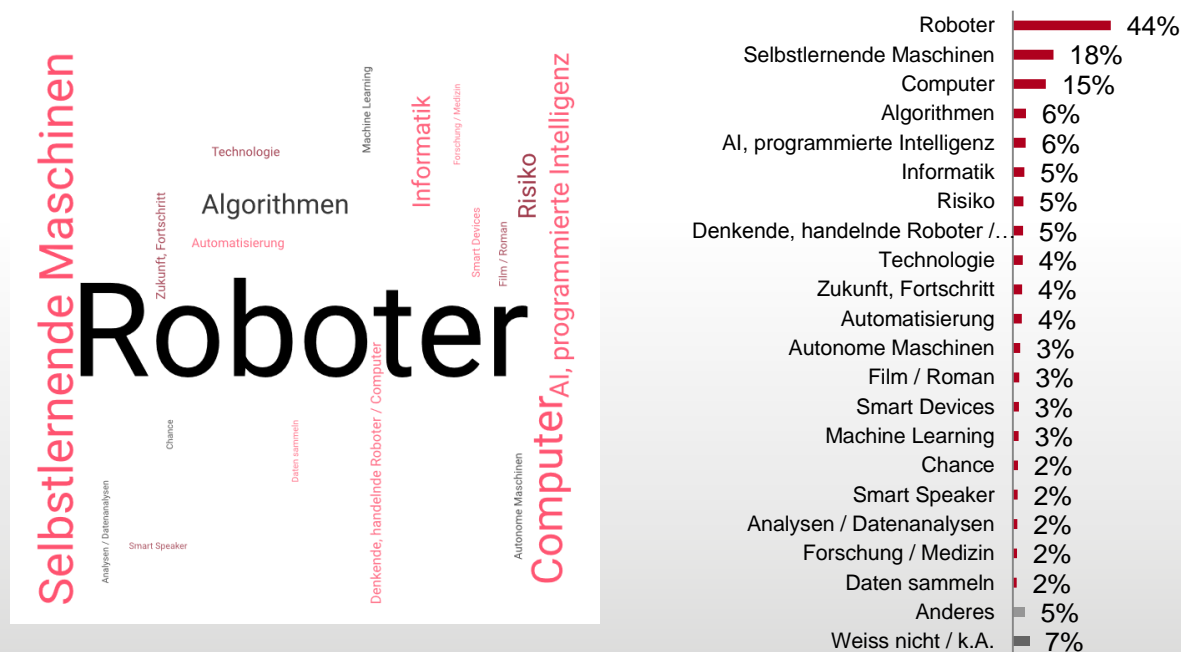 Selbstlernende Maschinen
Technologie
Machine Learning
Informatik
Forschung / Medizin
Risiko
AI, programmierte Intelligenz
Zukunft, Fortschritt
Algorithmen
Automatisierung
Smart Devices
Film / Roman
Roboter
Denkende, handelnde Roboter / Computer
Computer
Chance
Daten sammeln
Autonome Maschinen
Analysen / Datenanalysen
Smart Speaker
Roboter 44%
Selbstlernende Maschinen 18%
Computer 15%
Algorithmen 6%
AI, programmierte Intelligenz 6%
Informatik 5%
Risiko 5%
Denkende, handelnde Roboter /… 5%
Technologie 4%
Zukunft, Fortschritt 4%
Automatisierung 4%
Autonome Maschinen 3%
Film / Roman 3%
Smart Devices 3%
Machine Learning 3%
Chance 2%
Smart Speaker 2%
Analysen / Datenanalysen 2%
Forschung / Medizin 2%
Daten sammeln 2%
Anderes 5%
Weiss nicht / k.A. 7%